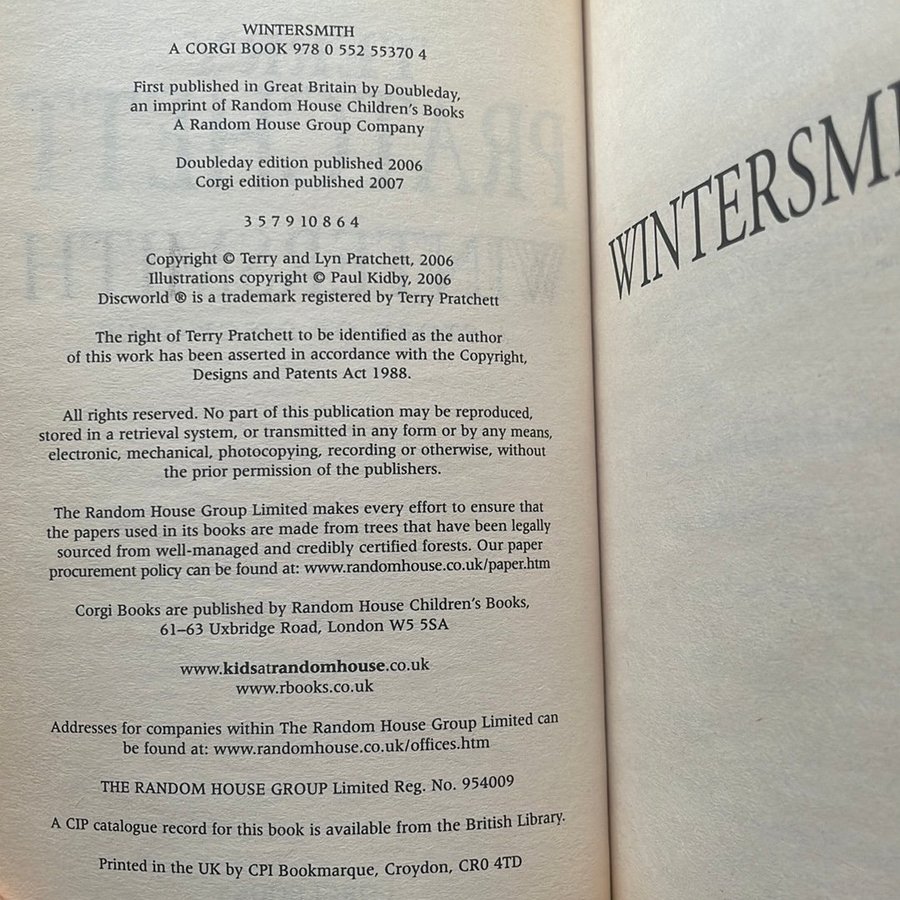 WINTERSMITH
A CORGI BOOK 978 0 552 55370 4
First published in Great Britain by Doubleday,
an imprint of Random House Children's Books
A Random House Group Company
Doubleday edition published 2006
Corgi edition published 2007
3 5 7 9 10 8 6 4
Copyright © Terry and Lyn Pratchett, 2006
Illustrations copyright © Paul Kidby, 2006
Discworld ® is a trademark registered by Terry Pratchett
The right of Terry Pratchett to be identified as the author
of this work has been asserted in accordance with the Copyright,
Designs and Patents Act 1988.
All rights reserved. No part of this publication may be reproduced,
stored in a retrieval system, or transmitted in any form or by any means,
electronic, mechanical, photocopying, recording or otherwise, without
the prior permission of the publishers.
The Random House Group Limited makes every effort to ensure that
the papers used in its books are made from trees that have been legally
sourced from well-managed and credibly certified forests. Our paper
procurement policy can be found at: www.randomhouse.co.uk/paper.htm
Corgi Books are published by Random House Children's Books,
61–63 Uxbridge Road, London W5 5SA
www.kidsatrandomhouse.co.uk
www.rbooks.co.uk
Addresses for companies within The Random House Group Limited can
be found at: www.randomhouse.co.uk/offices.htm
THE RANDOM HOUSE GROUP Limited Reg. No. 954009
A CIP catalogue record for this book is available from the British Library.
Printed in the UK by CPI Bookmarque, Croydon, CR0 4TD
WINTERSMI